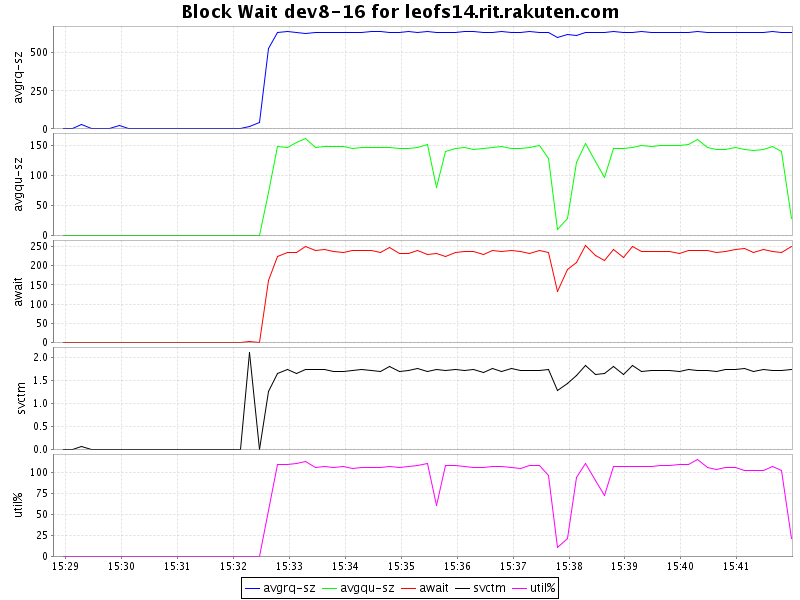 Block Wait dev8-16 for leofs14.rit.rakuten.com
avgrq-sz
500
250
0
avgqu-sz
150
100
50
0
await
250
200
150
100
50
0
svctm
2.0
1.5
1.0
0.5
0.0
util%
100
75
50
25
0
15:29 15:30 15:31 15:32 15:33 15:34 15:35 15:36 15:37 15:38 15:39 15:40 15:41
avgrq-sz avgqu-sz await svctm util%